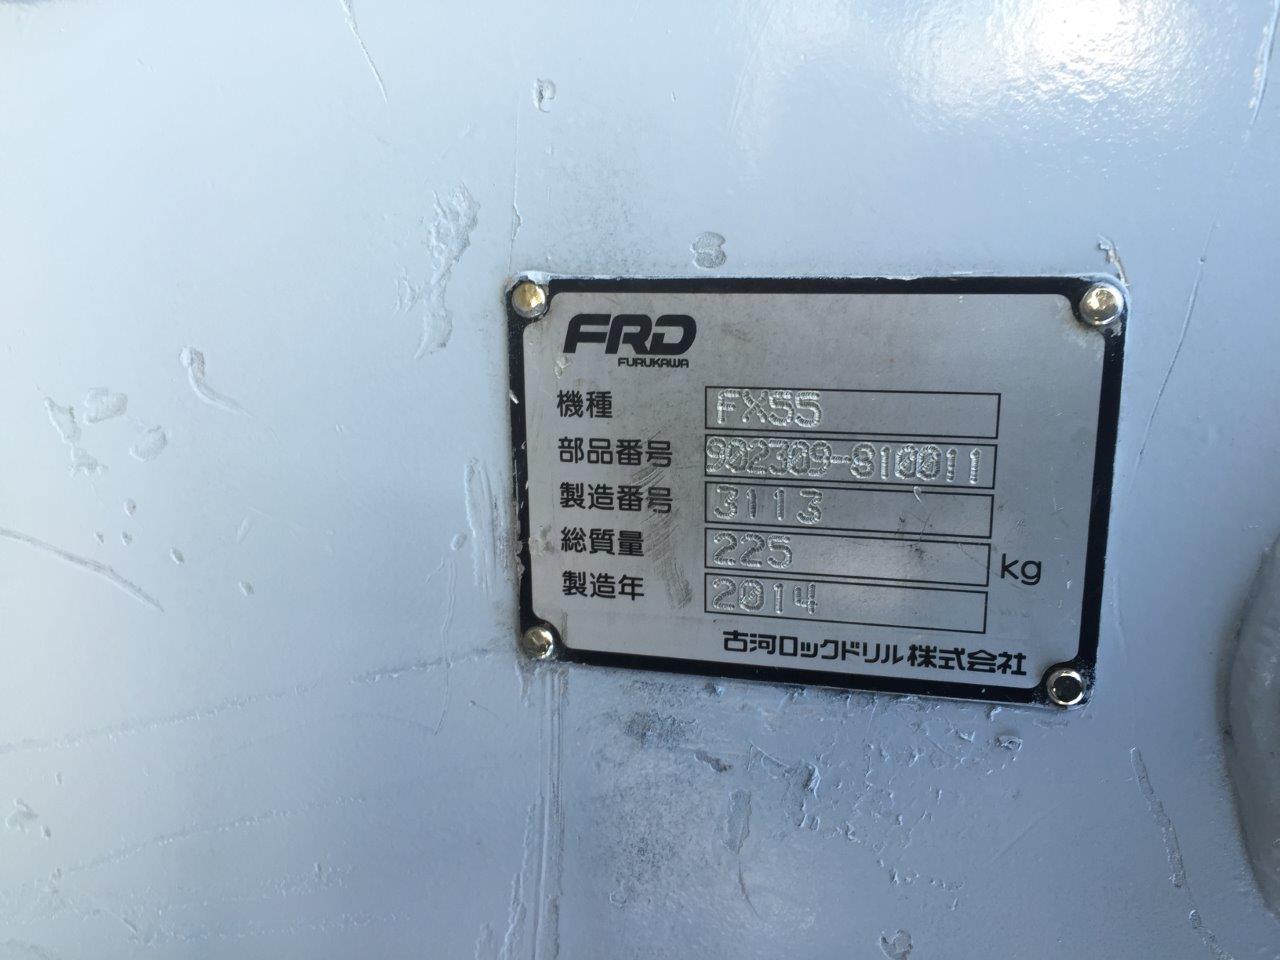 FRD
FURUKAWA
機種 FX55
部品番号 902309-810011
製造番号 3113
総質量 225 kg
製造年 2014
古河ロックドリル株式会社